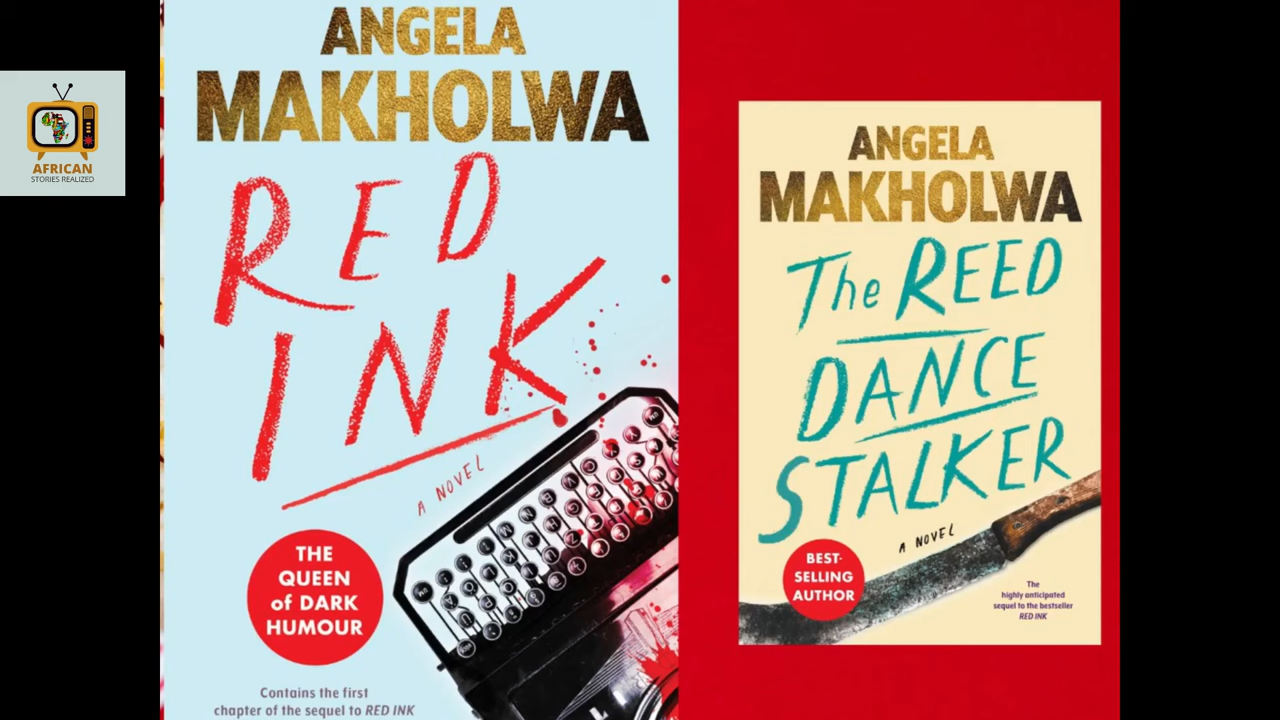 AFRICAN
STORIES REALIZED
ANGELA
MAKHOLWA
RED
INK
A NOVEL
THE
QUEEN
of DARK
HUMOUR
Contains the first
chapter of the sequel to RED INK
ANGELA
MAKHOLWA
The REED
DANCE
STALKER
A NOVEL
BEST-
SELLING
AUTHOR
The
highly anticipated
sequel to the bestseller
RED INK